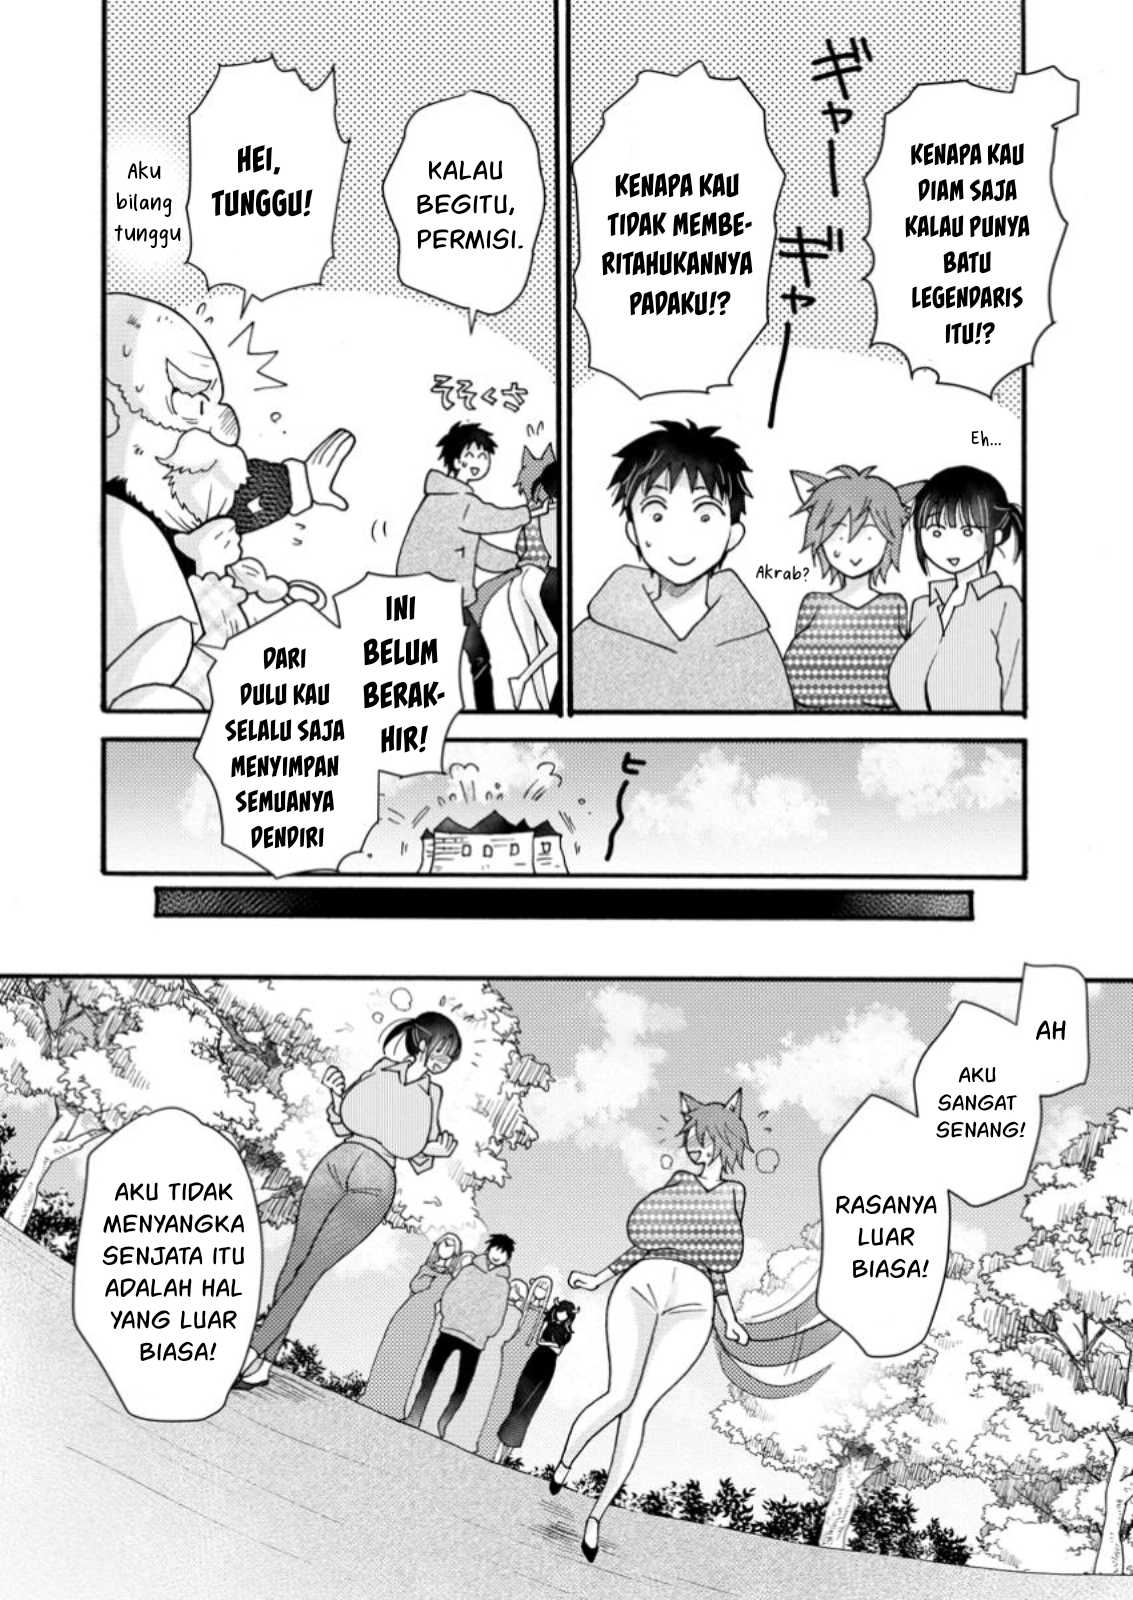 KENAPA KAU
DIAM SAJA
KALAU PUNYA
BATU
LEGENDARIS
ITU!?
ギャー
KENAPA KAU
TIDAK MEMBE-
RITAHUKANNYA
PADAKU!?
ギャー
Eh...
Akrab?
KALAU
BEGITU,
PERMISI.
HEI,
TUNGGU!
Aku
bilang
tunggu
そそくさ
INI
BELUM
BERAK-
HIR!
DARI
DULU KAU
SELALU SAJA
MENYIMPAN
SEMUANYA
DENDIRI
AH
AKU
SANGAT
SENANG!
RASANYA
LUAR
BIASA!
AKU TIDAK
MENYANGKA
SENJATA ITU
ADALAH HAL
YANG LUAR
BIASA!